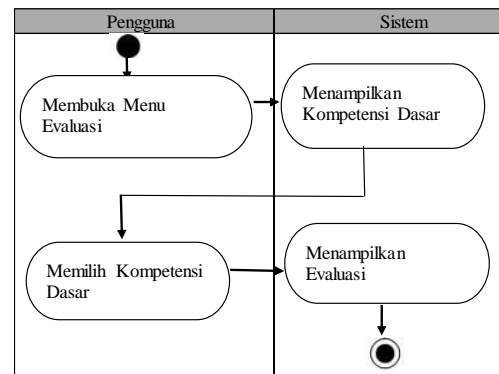 Pengguna
Sistem
Membuka Menu
Evaluasi
Menampilkan
Kompetensi Dasar
Memilih Kompetensi
Dasar
Menampilkan
Evaluasi